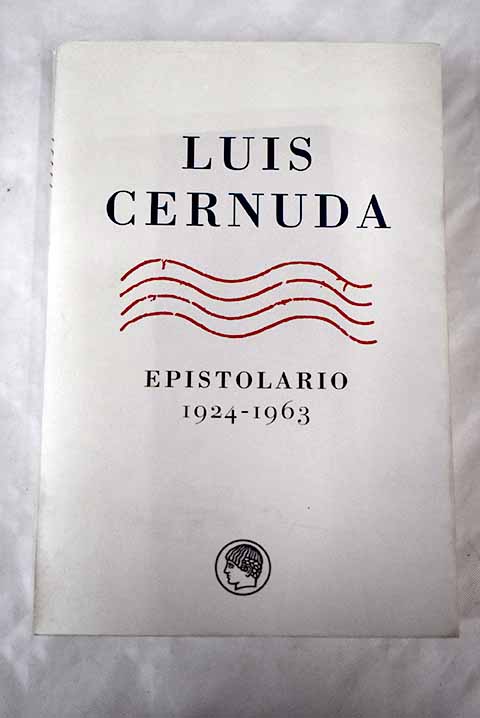 LUIS
CERNUDA
EPISTOLARIO
1924-1963